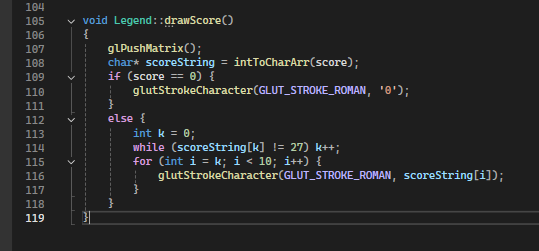 104
105 void Legend::drawScore()
106 {
107 glPushMatrix();
108 char* scoreString = intToCharArr(score);
109 if (score == 0) {
110 glutStrokeCharacter(GLUT_STROKE_ROMAN, '0');
111 }
112 else {
113 int k = 0;
114 while (scoreString[k] != 27) k++;
115 for (int i = k; i < 10; i++) {
116 glutStrokeCharacter(GLUT_STROKE_ROMAN, scoreString[i]);
117 }
118 }
119 }